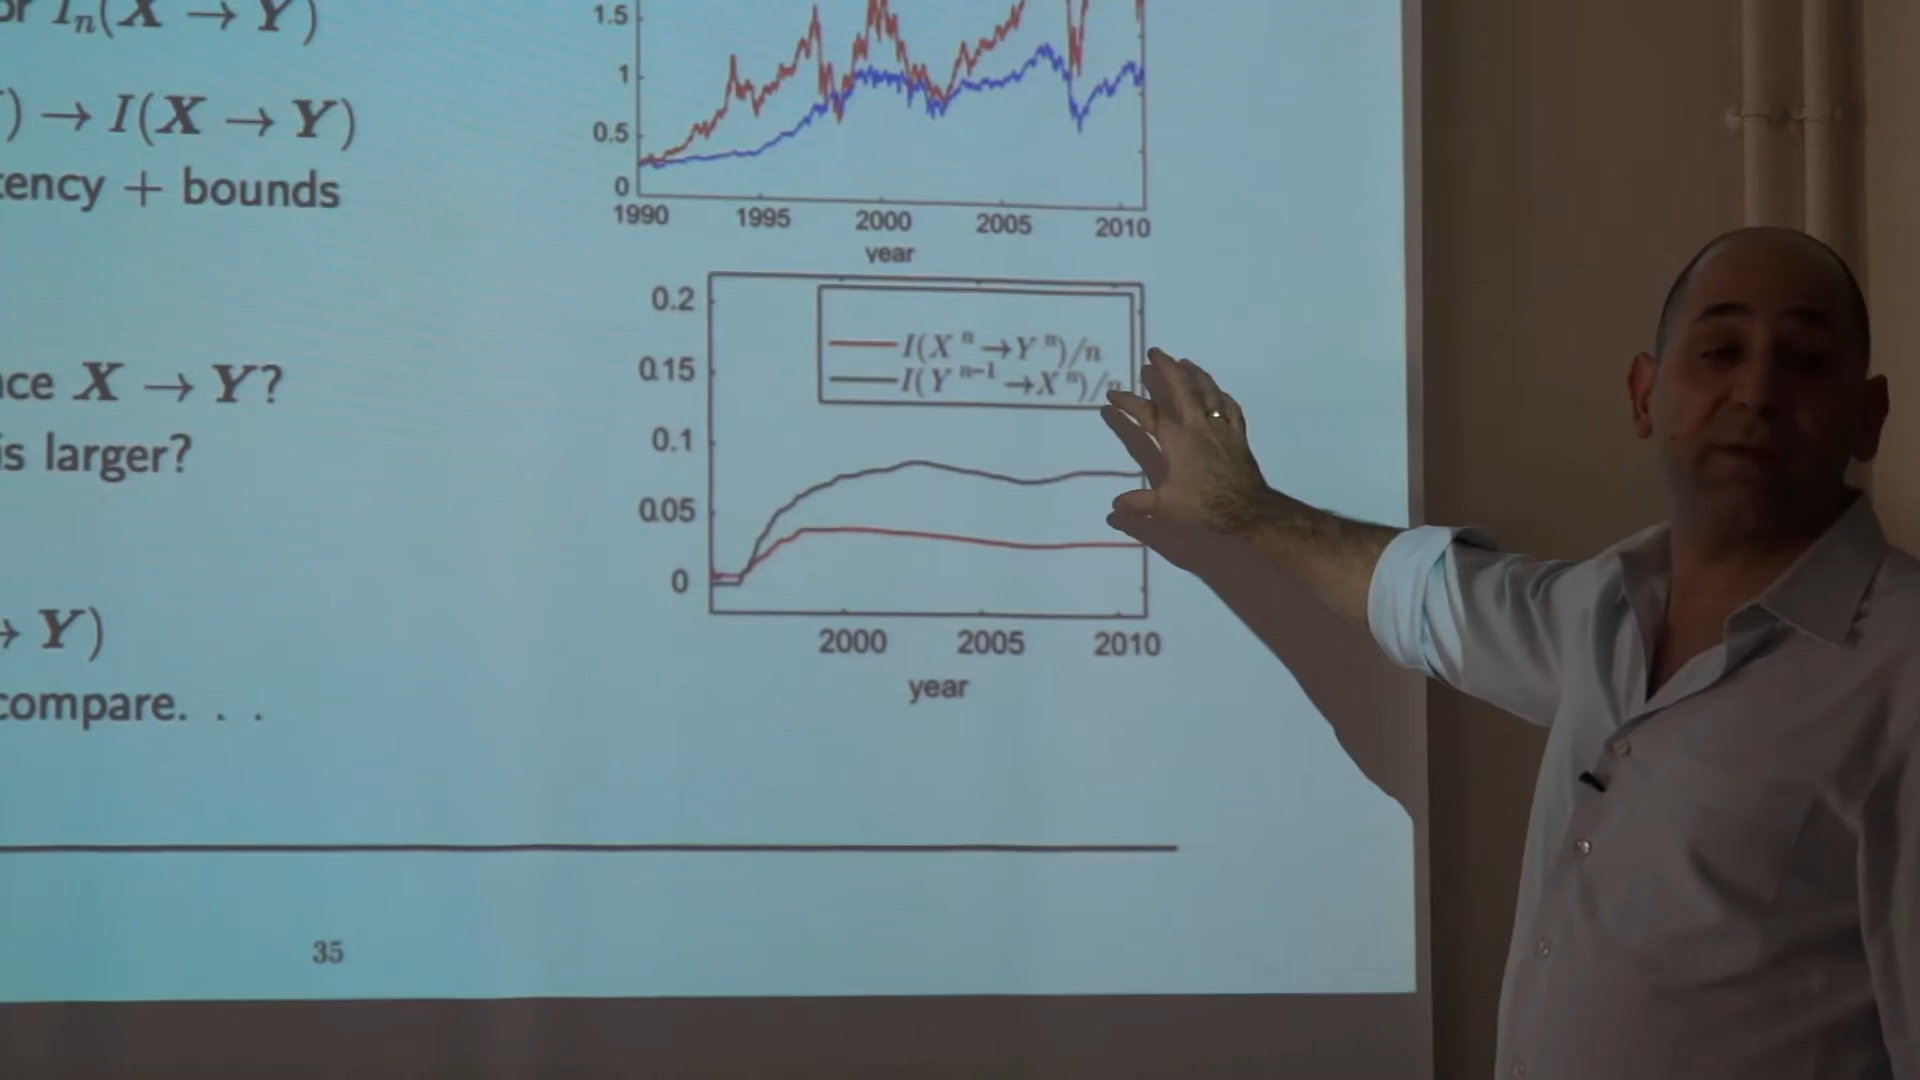 or I_n(X → Y)
) → I(X → Y)
tency + bounds
nce X → Y?
is larger?
→ Y)
compare. . .
35
1.5
1
0.5
0
1990 1995 2000 2005 2010
year
0.2
0.15
0.1
0.05
0
I(X^n → Y^n)/n
I(Y^{n-1} → X^n)/n
2000 2005 2010
year